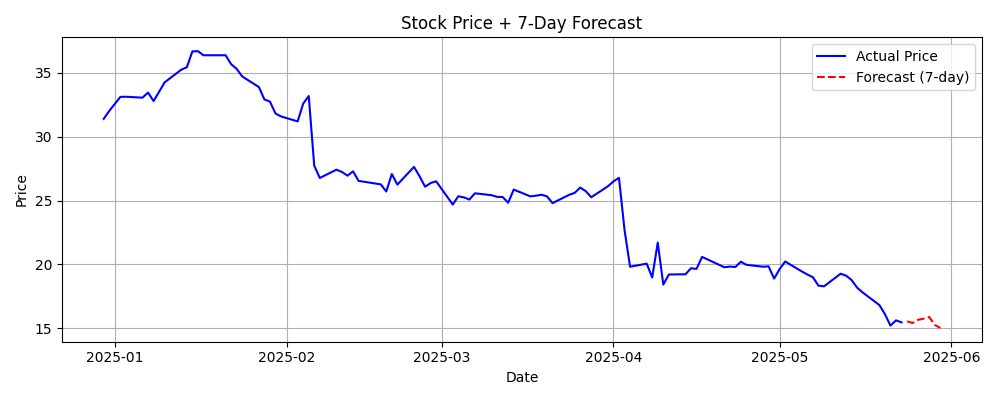 Stock Price + 7-Day Forecast
Actual Price
Forecast (7-day)
Price
35
30
25
20
15
2025-01 2025-02 2025-03 2025-04 2025-05 2025-06
Date